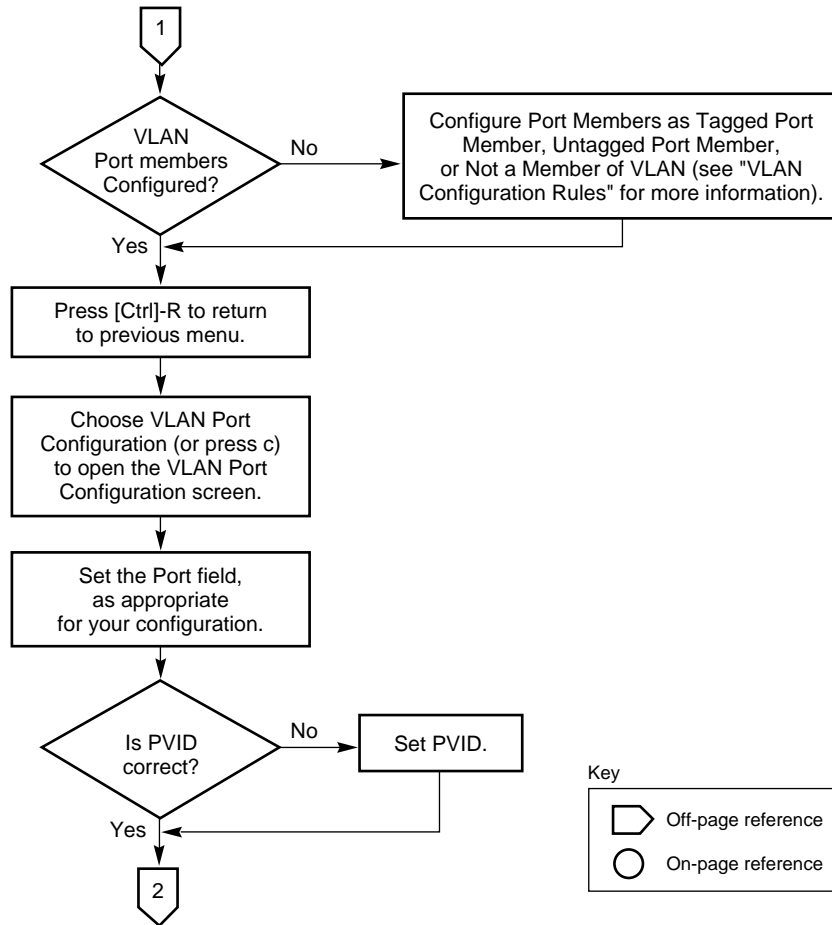 1
VLAN
Port members
Configured?
No
Configure Port Members as Tagged Port
Member, Untagged Port Member,
or Not a Member of VLAN (see "VLAN
Configuration Rules" for more information).
Yes
Press [Ctrl]-R to return
to previous menu.
Choose VLAN Port
Configuration (or press c)
to open the VLAN Port
Configuration screen.
Set the Port field,
as appropriate
for your configuration.
Is PVID
correct?
No
Set PVID.
Yes
2
Key
Off-page reference
On-page reference